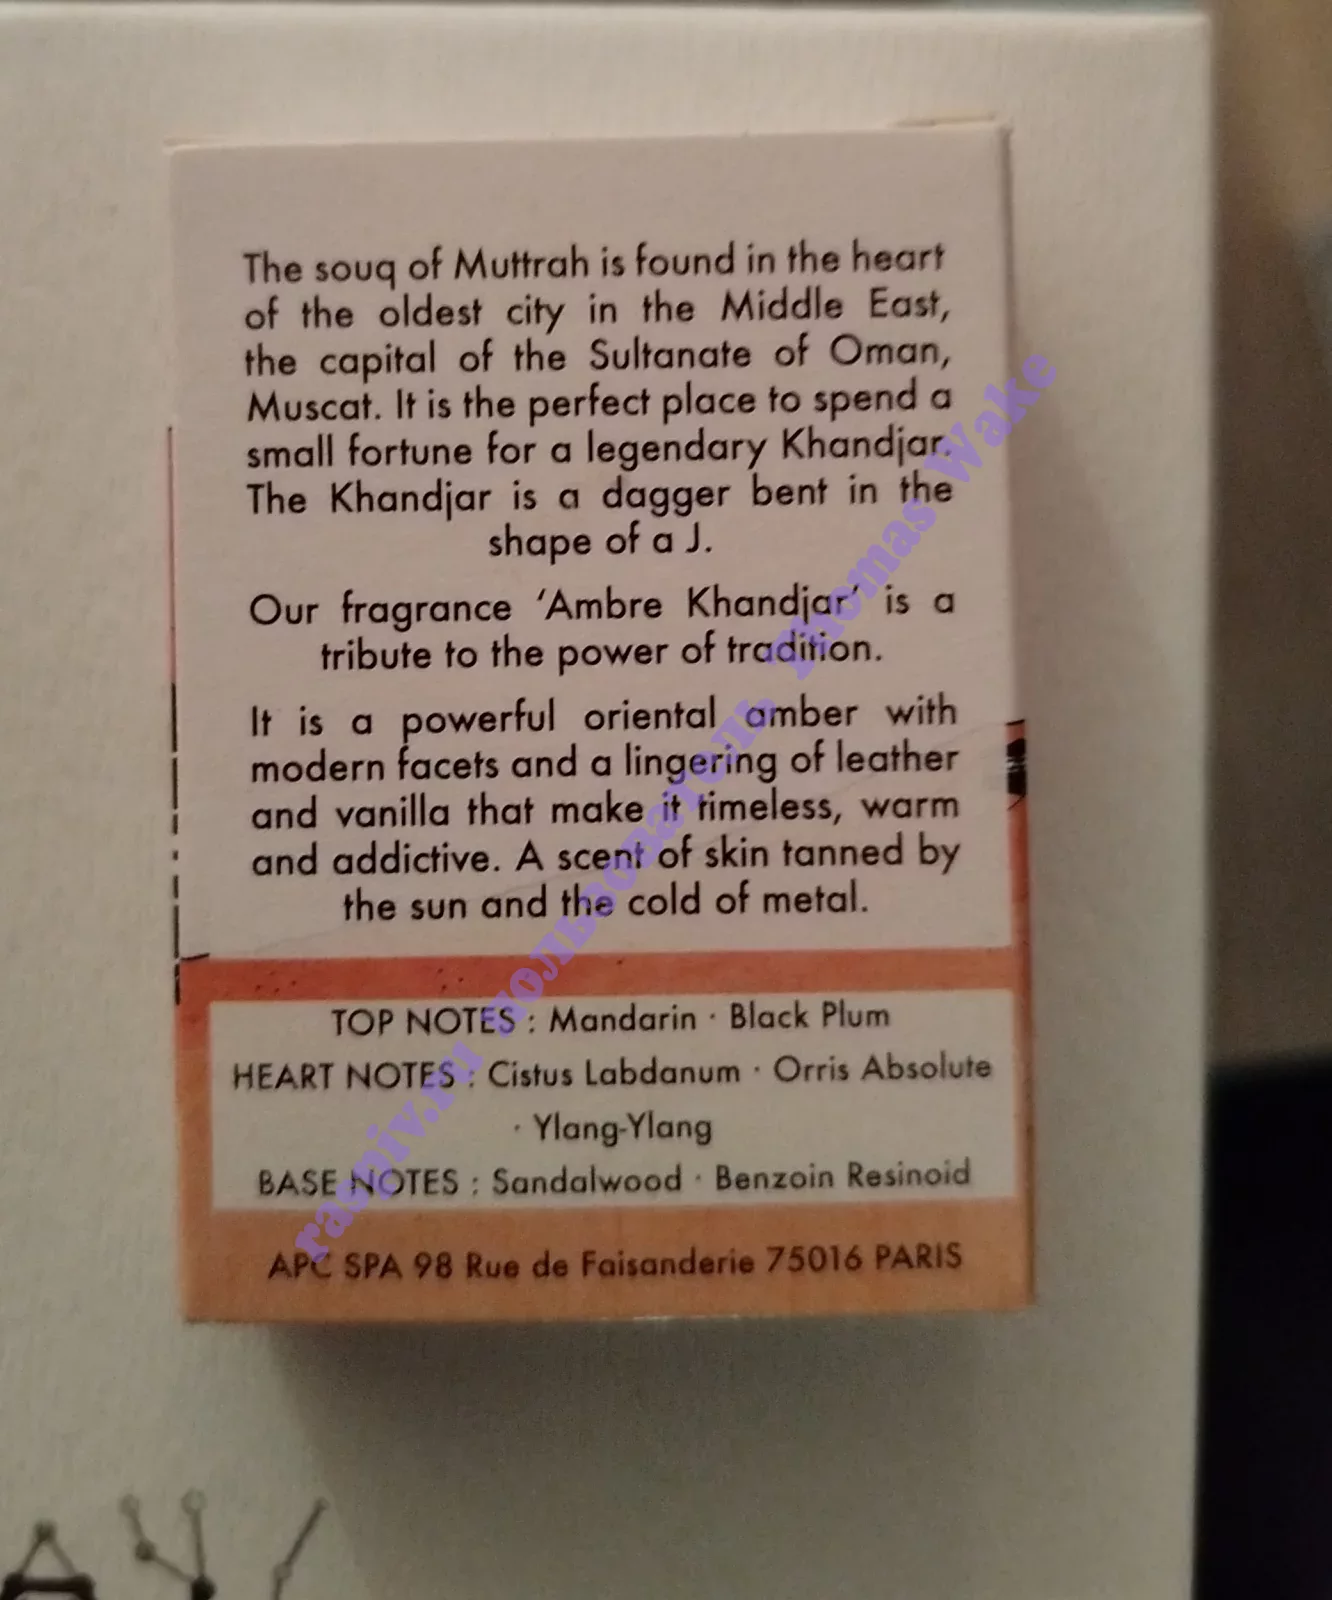 The souq of Muttrah is found in the heart
of the oldest city in the Middle East,
the capital of the Sultanate of Oman,
Muscat. It is the perfect place to spend a
small fortune for a legendary Khandjar.
The Khandjar is a dagger bent in the
shape of a J.
Our fragrance ‘Ambre Khandjar’ is a
tribute to the power of tradition.
It is a powerful oriental amber with
modern facets and a lingering of leather
and vanilla that make it timeless, warm
and addictive. A scent of skin tanned by
the sun and the cold of metal.
TOP NOTES : Mandarin · Black Plum
HEART NOTES : Cistus Labdanum · Orris Absolute
· Ylang-Ylang
BASE NOTES : Sandalwood · Benzoin Resinoid
APC SPA 98 Rue de Faisanderie 75016 PARIS
raspiv.ru пользователь Thomas Wake